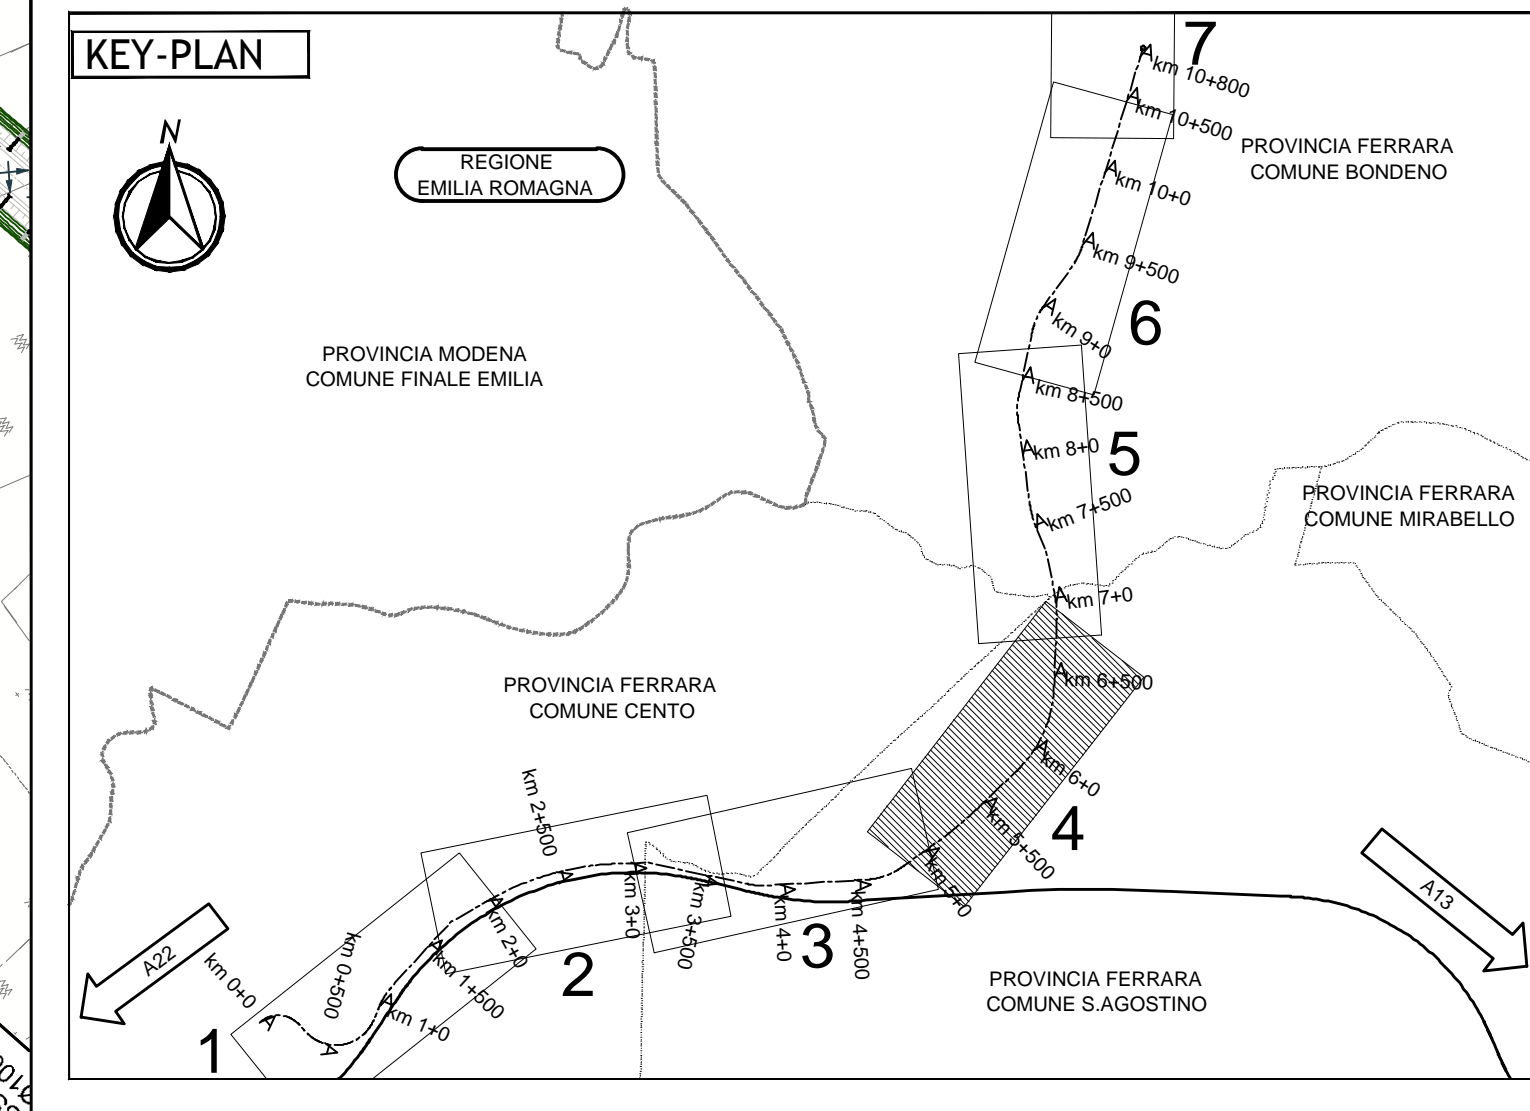 KEY-PLAN
N
REGIONE
EMILIA ROMAGNA
7
km 10+800
km 10+500
PROVINCIA FERRARA
COMUNE BONDENO
km 10+0
km 9+500
6
km 9+0
PROVINCIA MODENA
COMUNE FINALE EMILIA
km 8+500
5
km 8+0
km 7+500
PROVINCIA FERRARA
COMUNE MIRABELLO
km 7+0
km 6+500
PROVINCIA FERRARA
COMUNE CENTO
km 6+0
4
km 5+500
km 5+0
km 4+500
km 4+0
3
km 3+500
km 3+0
km 2+500
2
km 2+0
km 1+500
km 1+0
km 0+500
km 0+0
1
A22
A13
PROVINCIA FERRARA
COMUNE S.AGOSTINO